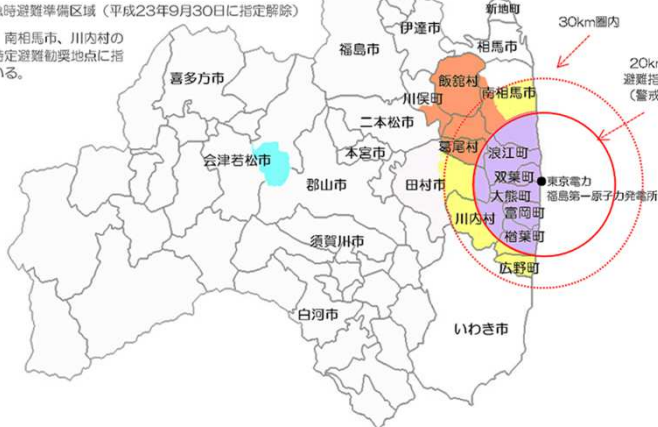 時避難準備区域（平成23年9月30日に指定解除）
南相馬市、川内村の
定避難勧奨地点に指
いる。
新地町
伊達市
相馬市
福島市
30km圏内
20k
避難指
（警戒
飯舘村
南相馬市
川俣町
喜多方市
二本松市
葛尾村
浪江町
本宮市
会津若松市
双葉町
東京電力
福島第一原子力発電所
郡山市
田村市
大熊町
富岡町
川内村
楢葉町
須賀川市
広野町
白河市
いわき市